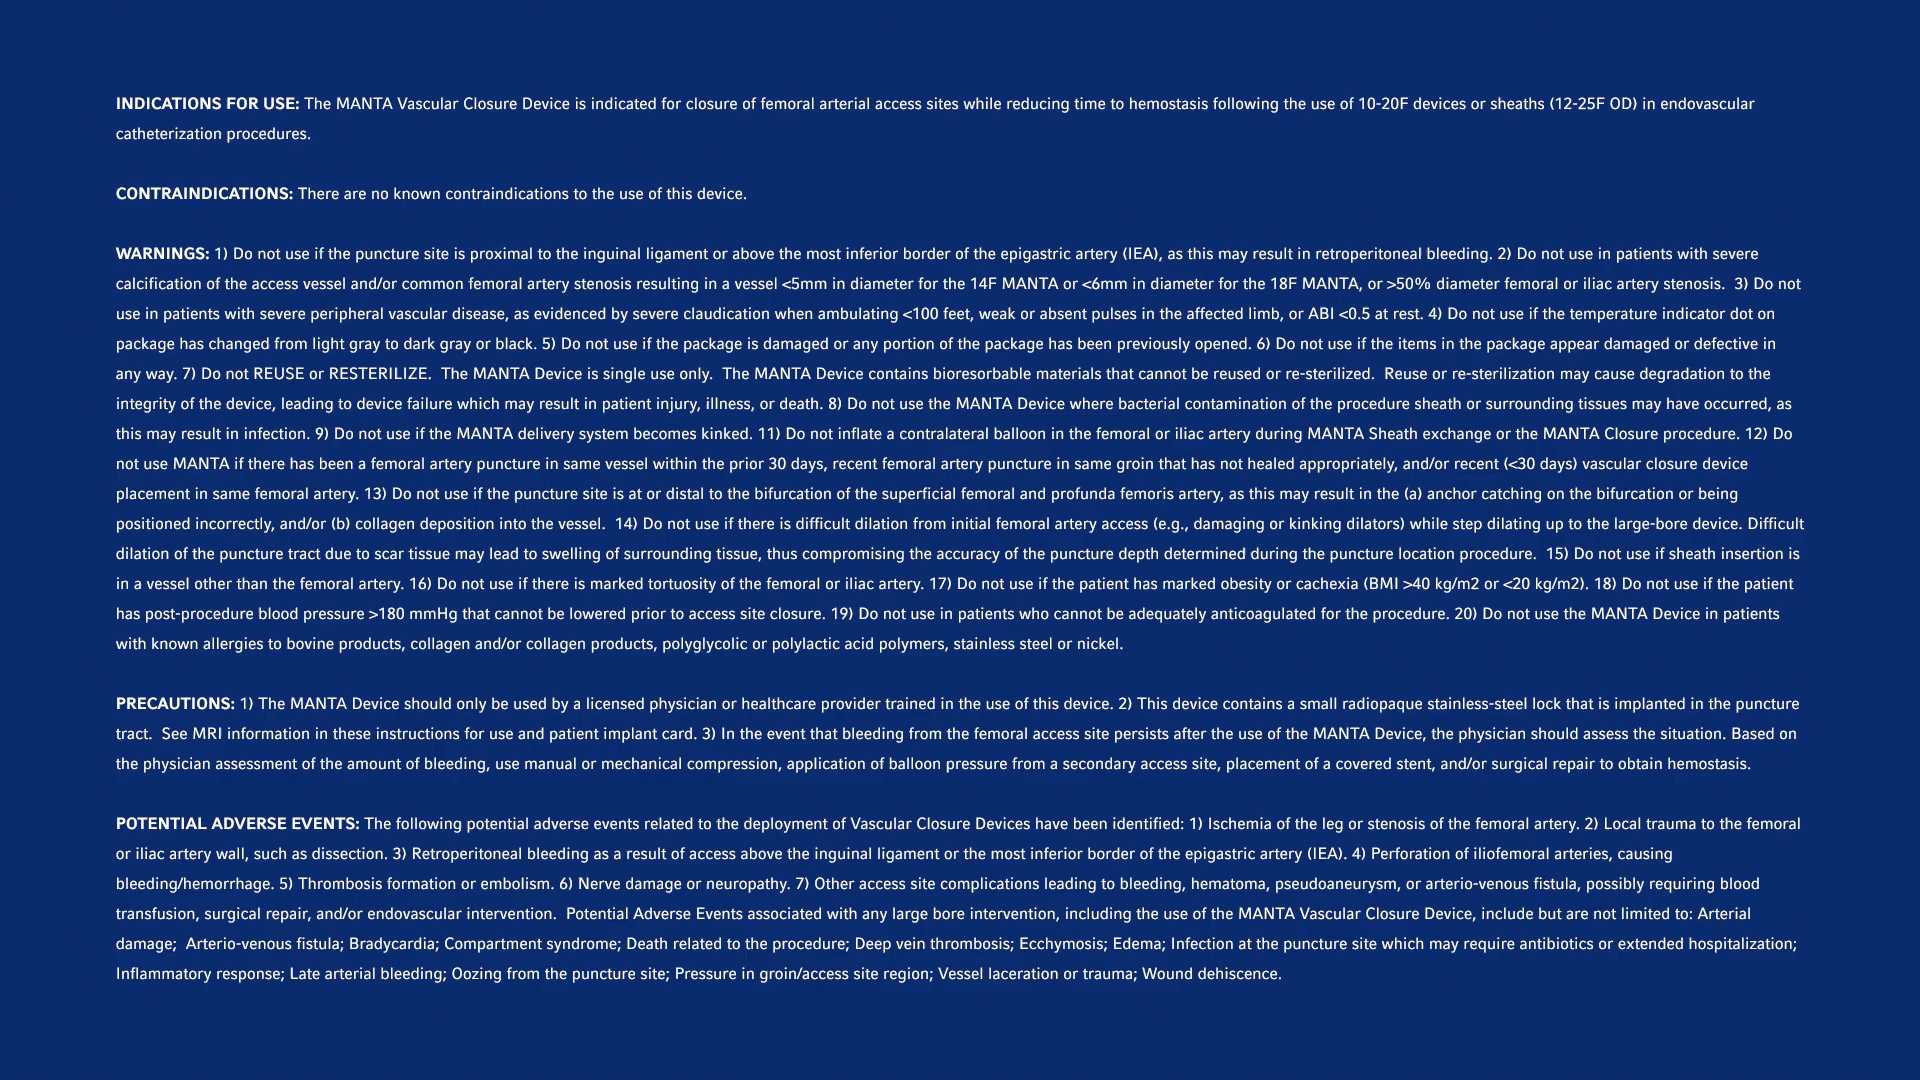 INDICATIONS FOR USE: The MANTA Vascular Closure Device is indicated for closure of femoral arterial access sites while reducing time to hemostasis following the use of 10-20F devices or sheaths (12-25F OD) in endovascular
catheterization procedures.
CONTRAINDICATIONS: There are no known contraindications to the use of this device.
WARNINGS: 1) Do not use if the puncture site is proximal to the inguinal ligament or above the most inferior border of the epigastric artery (IEA), as this may result in retroperitoneal bleeding. 2) Do not use in patients with severe
calcification of the access vessel and/or common femoral artery stenosis resulting in a vessel <5mm in diameter for the 14F MANTA or <6mm in diameter for the 18F MANTA, or >50% diameter femoral or iliac artery stenosis.  3) Do not
use in patients with severe peripheral vascular disease, as evidenced by severe claudication when ambulating <100 feet, weak or absent pulses in the affected limb, or ABI <0.5 at rest. 4) Do not use if the temperature indicator dot on
package has changed from light gray to dark gray or black. 5) Do not use if the package is damaged or any portion of the package has been previously opened. 6) Do not use if the items in the package appear damaged or defective in
any way. 7) Do not REUSE or RESTERILIZE.  The MANTA Device is single use only.  The MANTA Device contains bioresorbable materials that cannot be reused or re-sterilized.  Reuse or re-sterilization may cause degradation to the
integrity of the device, leading to device failure which may result in patient injury, illness, or death. 8) Do not use the MANTA Device where bacterial contamination of the procedure sheath or surrounding tissues may have occurred, as
this may result in infection. 9) Do not use if the MANTA delivery system becomes kinked. 11) Do not inflate a contralateral balloon in the femoral or iliac artery during MANTA Sheath exchange or the MANTA Closure procedure. 12) Do
not use MANTA if there has been a femoral artery puncture in same vessel within the prior 30 days, recent femoral artery puncture in same groin that has not healed appropriately, and/or recent (<30 days) vascular closure device
placement in same femoral artery. 13) Do not use if the puncture site is at or distal to the bifurcation of the superficial femoral and profunda femoris artery, as this may result in the (a) anchor catching on the bifurcation or being
positioned incorrectly, and/or (b) collagen deposition into the vessel.  14) Do not use if there is difficult dilation from initial femoral artery access (e.g., damaging or kinking dilators) while step dilating up to the large-bore device. Difficult
dilation of the puncture tract due to scar tissue may lead to swelling of surrounding tissue, thus compromising the accuracy of the puncture depth determined during the puncture location procedure.  15) Do not use if sheath insertion is
in a vessel other than the femoral artery. 16) Do not use if there is marked tortuosity of the femoral or iliac artery. 17) Do not use if the patient has marked obesity or cachexia (BMI >40 kg/m2 or <20 kg/m2). 18) Do not use if the patient
has post-procedure blood pressure >180 mmHg that cannot be lowered prior to access site closure. 19) Do not use in patients who cannot be adequately anticoagulated for the procedure. 20) Do not use the MANTA Device in patients
with known allergies to bovine products, collagen and/or collagen products, polyglycolic or polylactic acid polymers, stainless steel or nickel.
PRECAUTIONS: 1) The MANTA Device should only be used by a licensed physician or healthcare provider trained in the use of this device. 2) This device contains a small radiopaque stainless-steel lock that is implanted in the puncture
tract.  See MRI information in these instructions for use and patient implant card. 3) In the event that bleeding from the femoral access site persists after the use of the MANTA Device, the physician should assess the situation. Based on
the physician assessment of the amount of bleeding, use manual or mechanical compression, application of balloon pressure from a secondary access site, placement of a covered stent, and/or surgical repair to obtain hemostasis.
POTENTIAL ADVERSE EVENTS: The following potential adverse events related to the deployment of Vascular Closure Devices have been identified: 1) Ischemia of the leg or stenosis of the femoral artery. 2) Local trauma to the femoral
or iliac artery wall, such as dissection. 3) Retroperitoneal bleeding as a result of access above the inguinal ligament or the most inferior border of the epigastric artery (IEA). 4) Perforation of iliofemoral arteries, causing
bleeding/hemorrhage. 5) Thrombosis formation or embolism. 6) Nerve damage or neuropathy. 7) Other access site complications leading to bleeding, hematoma, pseudoaneurysm, or arterio-venous fistula, possibly requiring blood
transfusion, surgical repair, and/or endovascular intervention.  Potential Adverse Events associated with any large bore intervention, including the use of the MANTA Vascular Closure Device, include but are not limited to: Arterial
damage;  Arterio-venous fistula; Bradycardia; Compartment syndrome; Death related to the procedure; Deep vein thrombosis; Ecchymosis; Edema; Infection at the puncture site which may require antibiotics or extended hospitalization;
Inflammatory response; Late arterial bleeding; Oozing from the puncture site; Pressure in groin/access site region; Vessel laceration or trauma; Wound dehiscence.